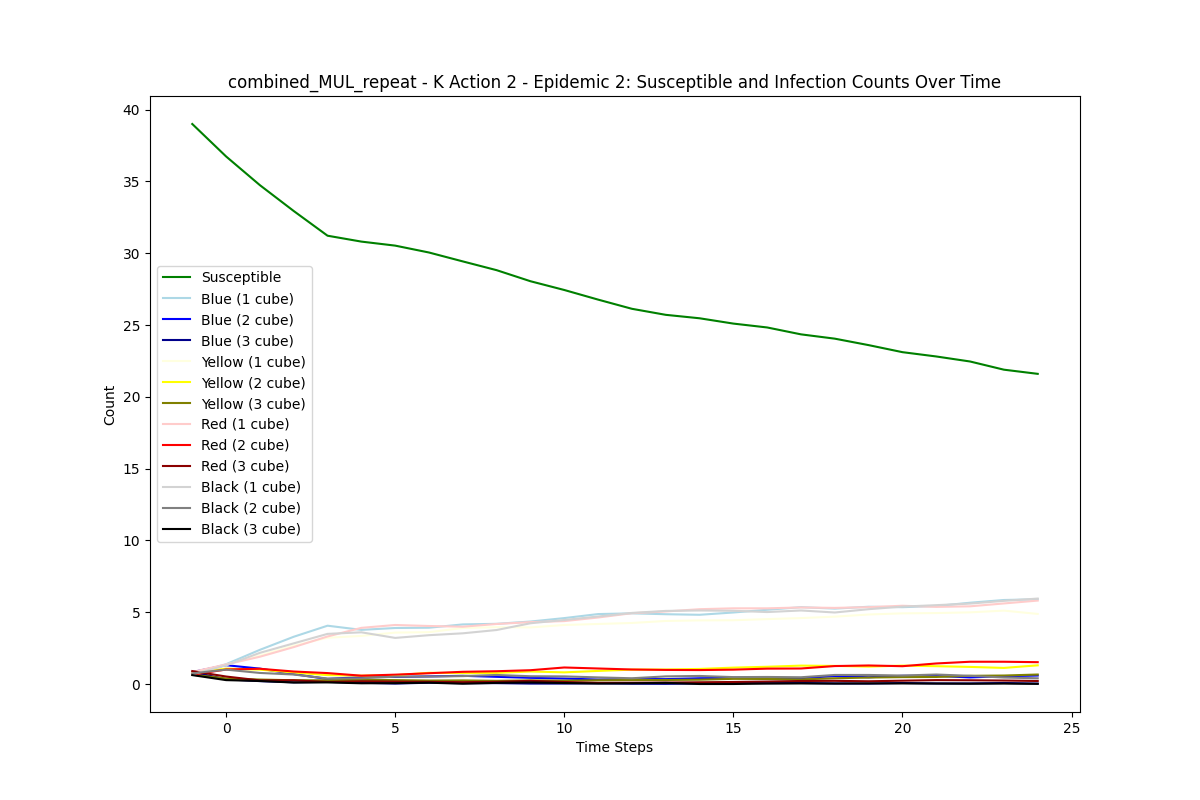 combined_MUL_repeat - K Action 2 - Epidemic 2: Susceptible and Infection Counts Over Time
40
35
30
25
20
15
10
5
0
Count
Susceptible
Blue (1 cube)
Blue (2 cube)
Blue (3 cube)
Yellow (1 cube)
Yellow (2 cube)
Yellow (3 cube)
Red (1 cube)
Red (2 cube)
Red (3 cube)
Black (1 cube)
Black (2 cube)
Black (3 cube)
0 5 10 15 20 25
Time Steps